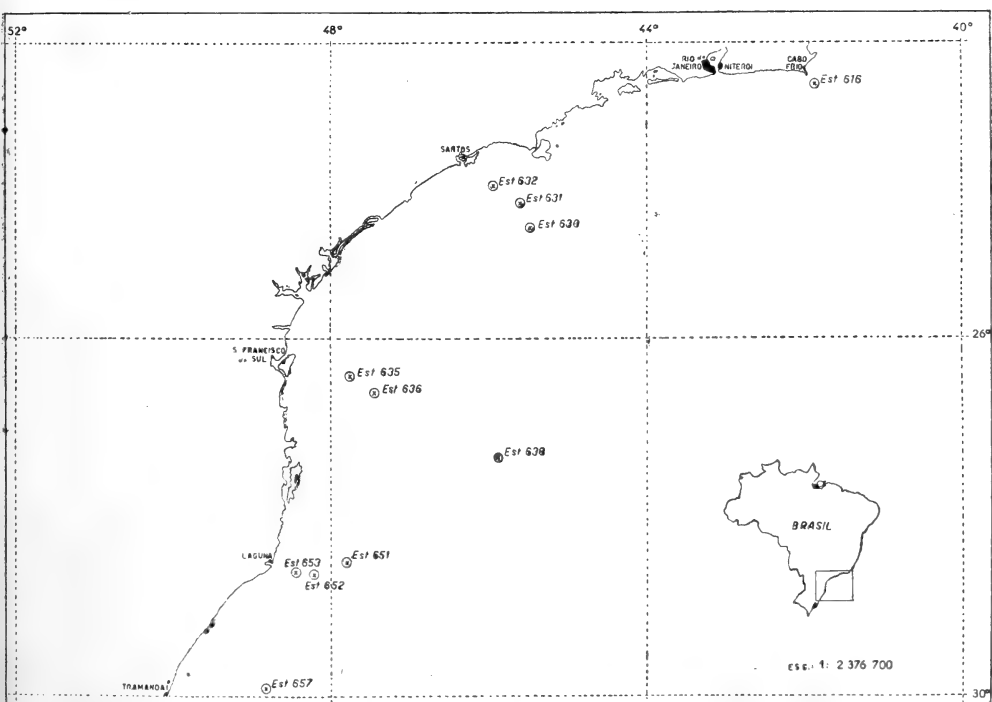 52°
48°
44°
40°
RIO de
JANEIRO
NITEROI
CABO
FRIO
Est 616
SANTOS
Est 632
Est 631
Est 630
26°
S. FRANCISCO
do SUL
Est 635
Est 636
Est 638
BRASIL
LAGUNA
Est 653
Est 651
Est 652
ESC.: 1: 2 376 700
TRAMANDAÍ
Est 657
30°